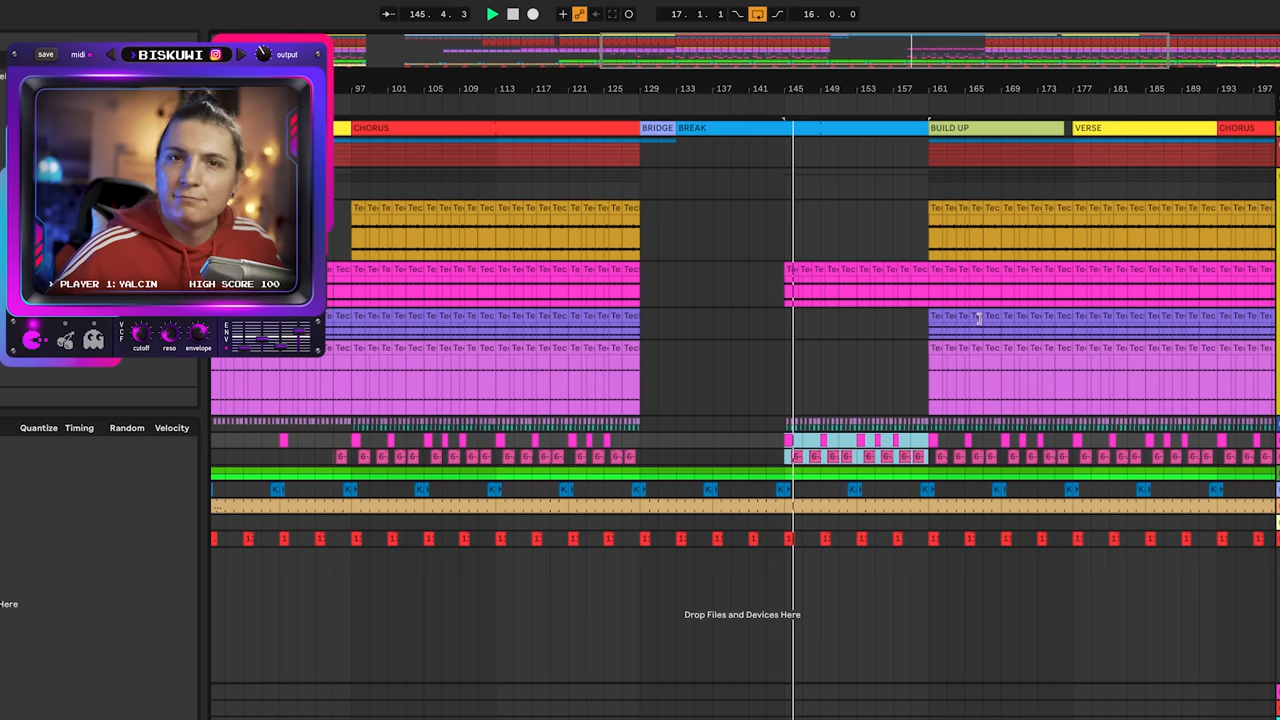 145. 4. 3
17. 1. 1
16. 0. 0
save
midi
BISKUWI
output
PLAYER 1: YALCIN
HIGH SCORE 100
VCF
cutoff
reso
envelope
ENV
97 101 105 109 113 117 121 125 129 133 137 141 145 149 153 157 161 165 169 173 177 181 185 189 193 197
CHORUS
BRIDGE
BREAK
BUILD UP
VERSE
CHORUS
Quantize
Timing
Random
Velocity
Here
Drop Files and Devices Here